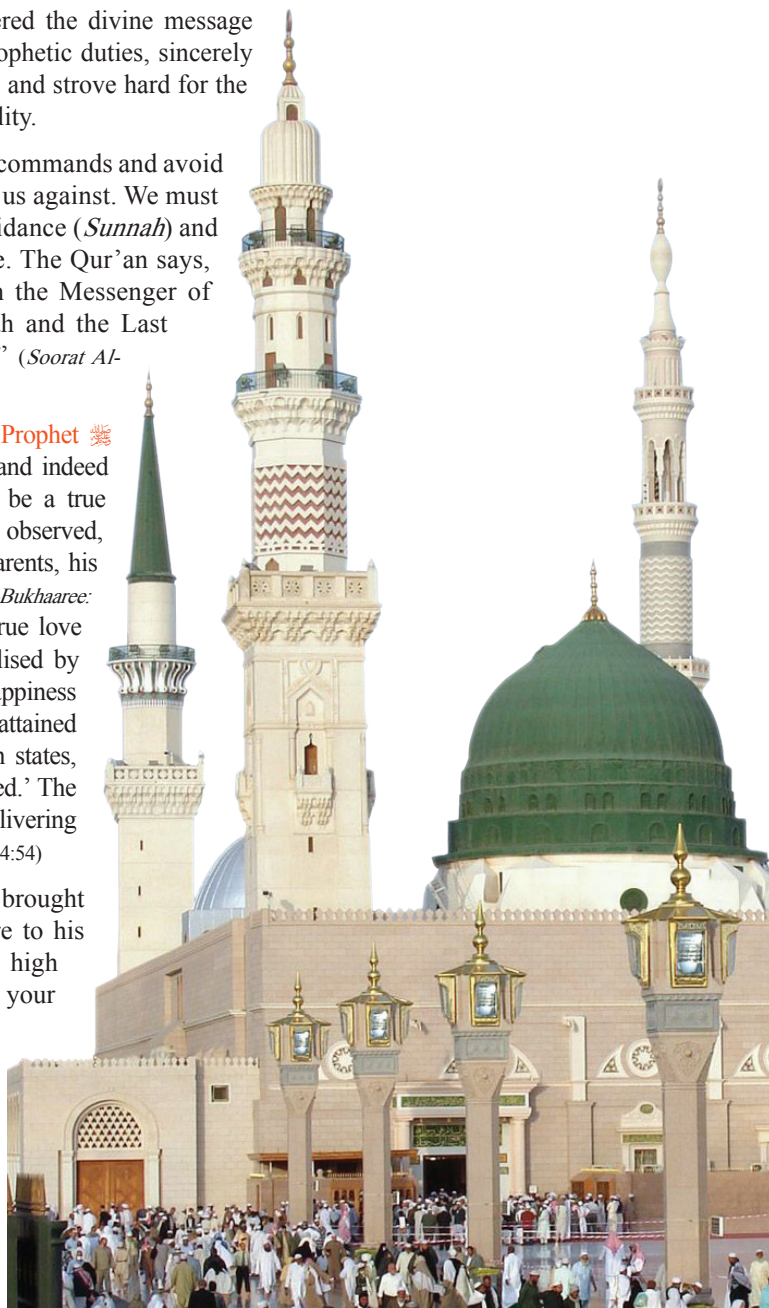 ered the divine message
ophetic duties, sincerely
and strove hard for the
lity.
commands and avoid
us against. We must
idance (Sunnah) and
e. The Qur’an says,
n the Messenger of
h and the Last
” (Soorat Al-
Prophet ﷺ
and indeed
be a true
observed,
arents, his
Bukhaaree:
rue love
lised by
appiness
attained
n states,
ed.’ The
livering
4:54)
brought
re to his
high
your